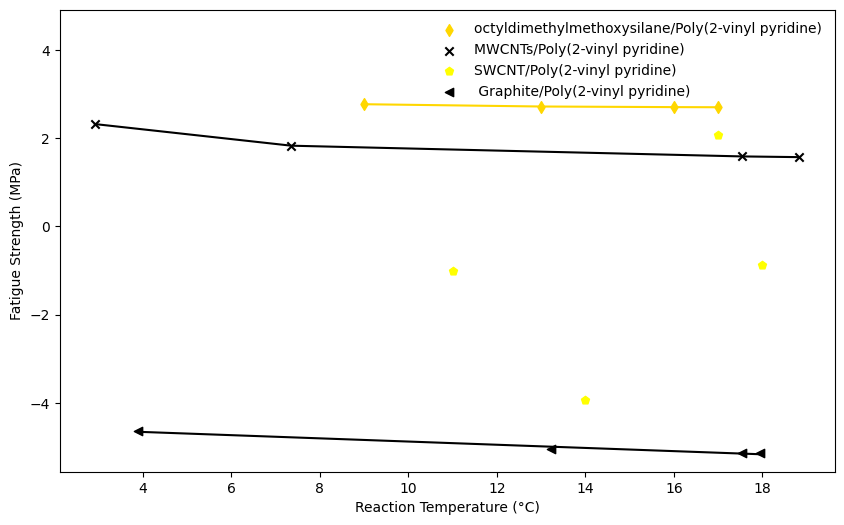 octyldimethylmethoxysilane/Poly(2-vinyl pyridine)
MWCNTs/Poly(2-vinyl pyridine)
SWCNT/Poly(2-vinyl pyridine)
Graphite/Poly(2-vinyl pyridine)
4
2
0
−2
−4
Fatigue Strength (MPa)
4 6 8 10 12 14 16 18
Reaction Temperature (°C)